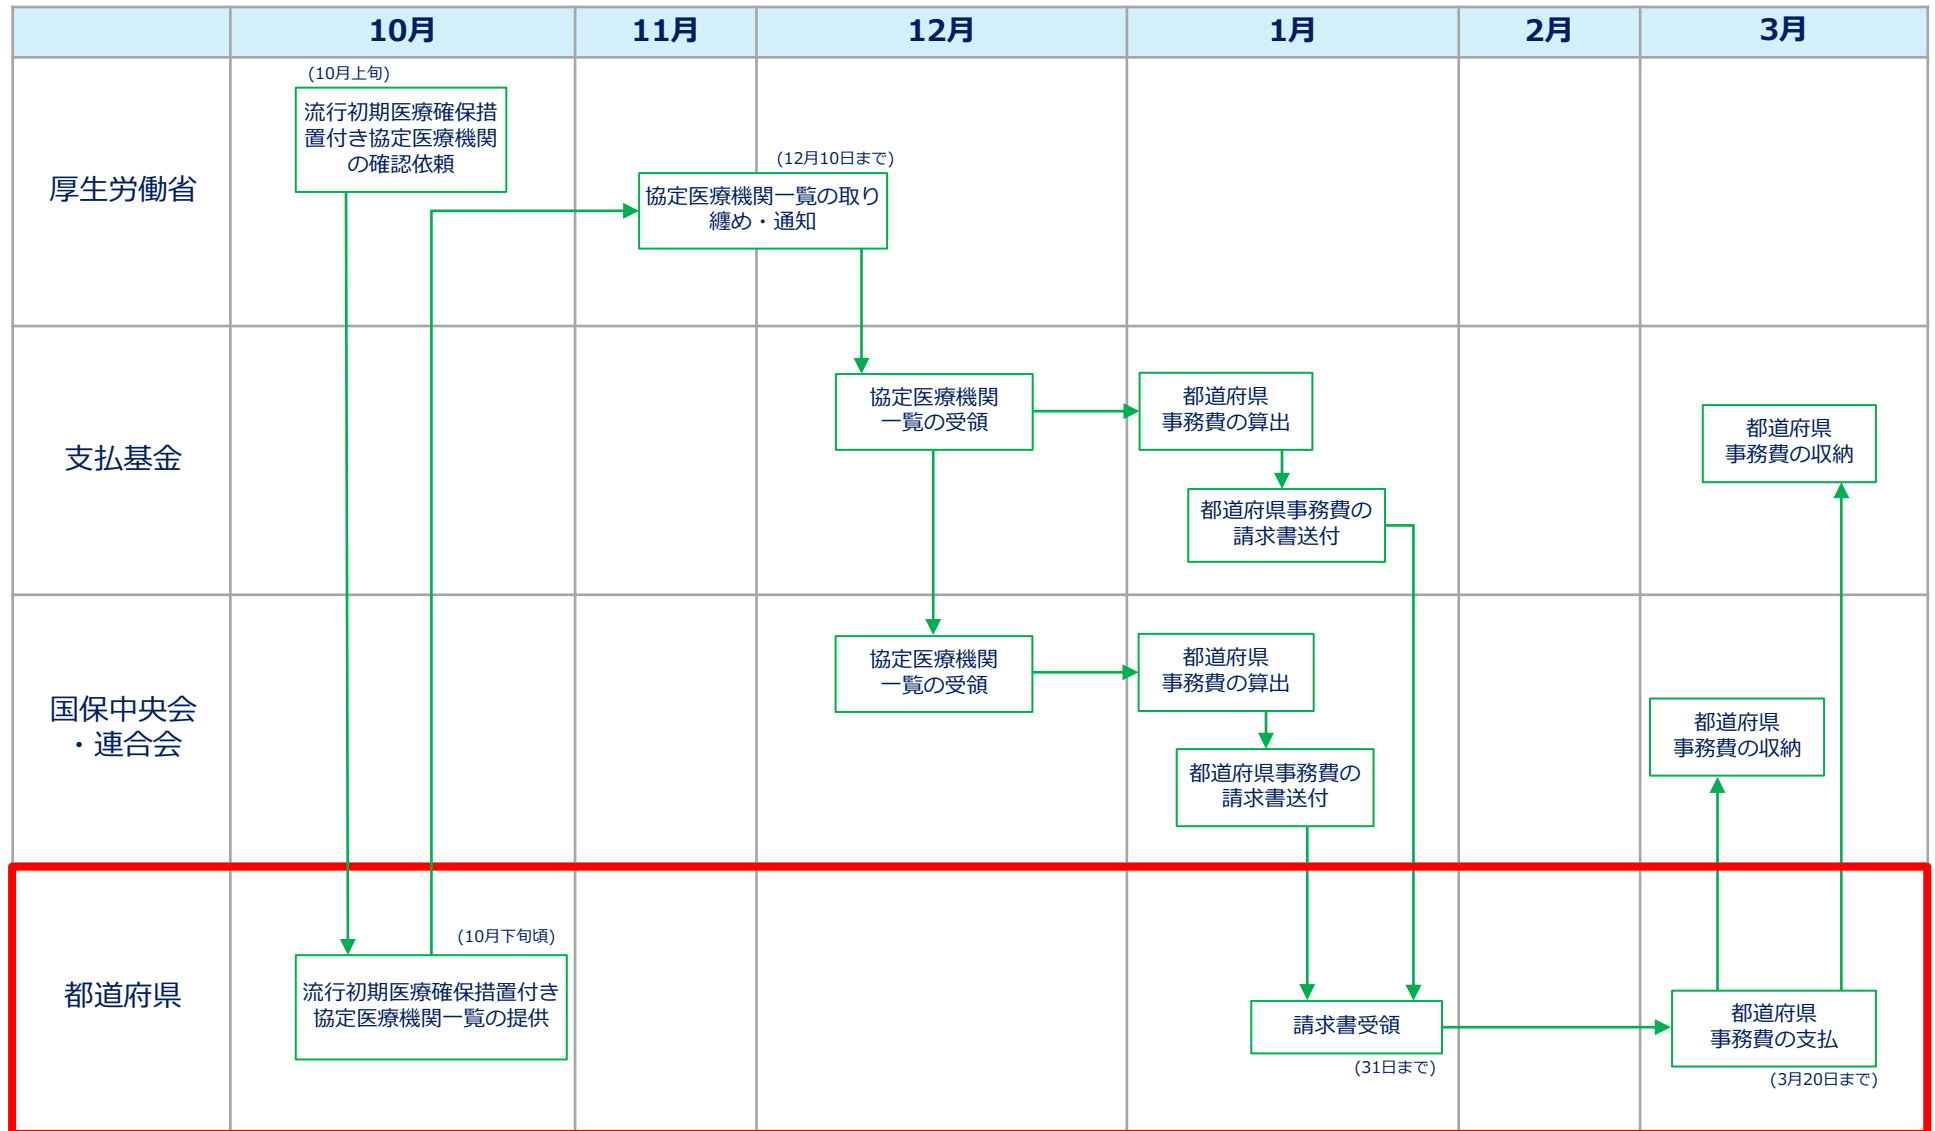 10月
11月
12月
1月
2月
3月
厚生労働省
(10月上旬)
流行初期医療確保措
置付き協定医療機関
の確認依頼
(12月10日まで)
協定医療機関一覧の取り
纏め・通知
支払基金
協定医療機関
一覧の受領
都道府県
事務費の算出
都道府県事務費の
請求書送付
都道府県
事務費の収納
国保中央会
・連合会
協定医療機関
一覧の受領
都道府県
事務費の算出
都道府県事務費の
請求書送付
都道府県
事務費の収納
都道府県
(10月下旬頃)
流行初期医療確保措置付き
協定医療機関一覧の提供
請求書受領
(31日まで)
都道府県
事務費の支払
(3月20日まで)